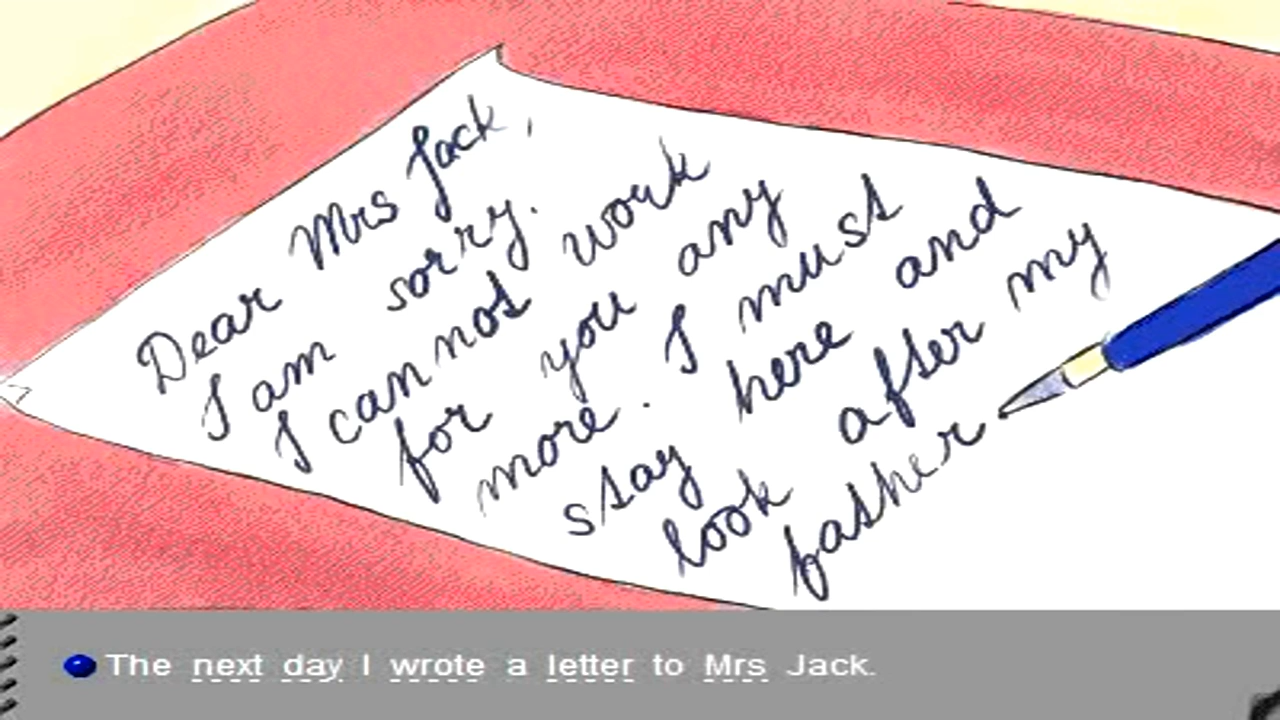 Dear Mrs Jack,
I am sorry.
I cannot work
for you any
more. I must
stay here and
look after my
father
The next day I wrote a letter to Mrs Jack.